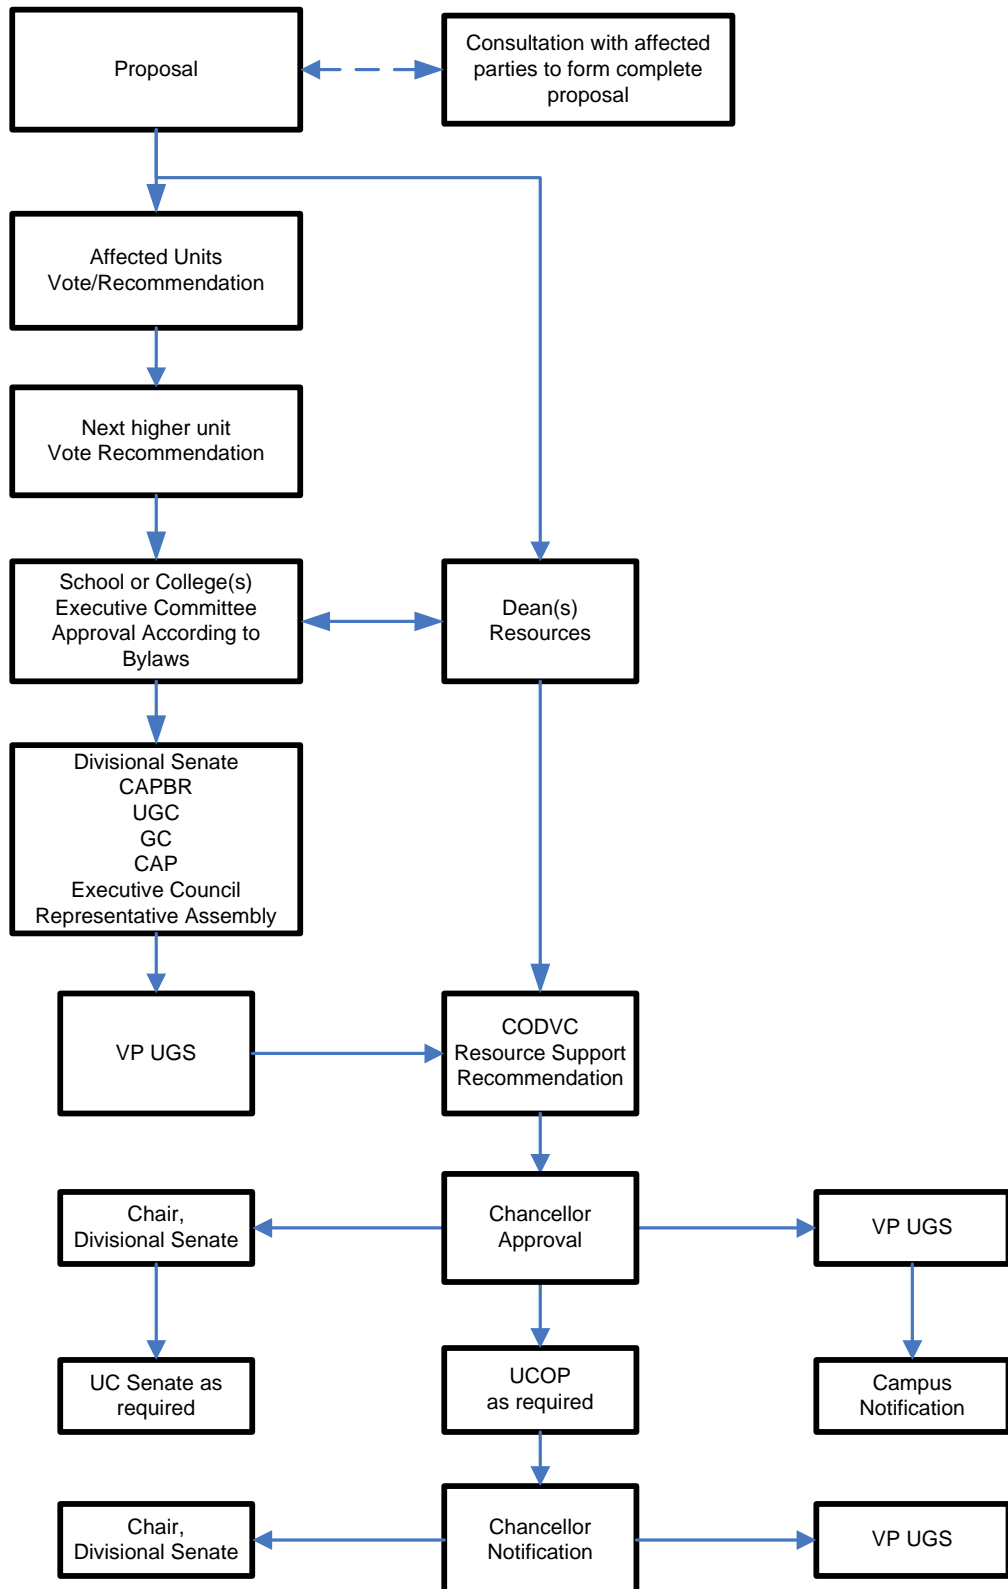 Proposal
Consultation with affected
parties to form complete
proposal
Affected Units
Vote/Recommendation
Next higher unit
Vote Recommendation
School or College(s)
Executive Committee
Approval According to
Bylaws
Dean(s)
Resources
Divisional Senate
CAPBR
UGC
GC
CAP
Executive Council
Representative Assembly
VP UGS
CODVC
Resource Support
Recommendation
Chair,
Divisional Senate
Chancellor
Approval
VP UGS
UC Senate as
required
UCOP
as required
Campus
Notification
Chair,
Divisional Senate
Chancellor
Notification
VP UGS